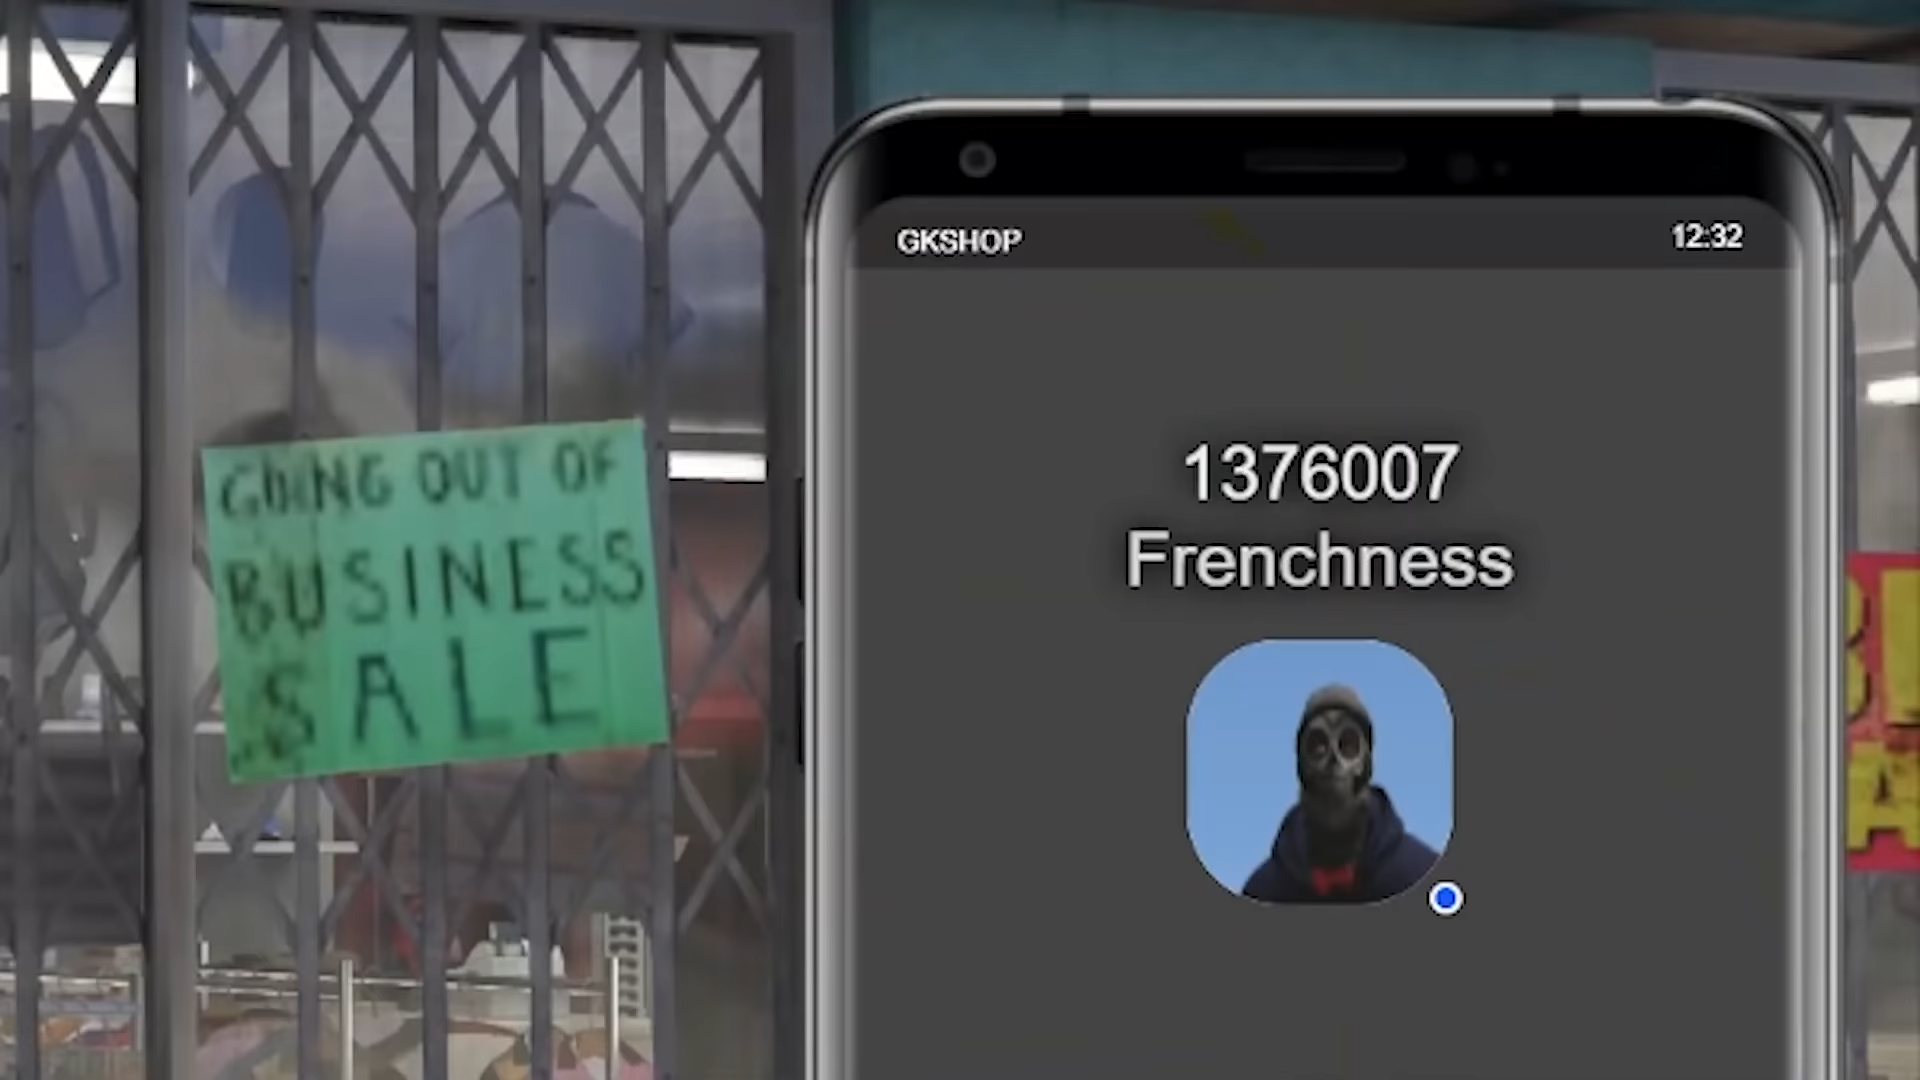 GOING OUT OF
BUSINESS
SALE
GKSHOP
12:32
1376007
Frenchness